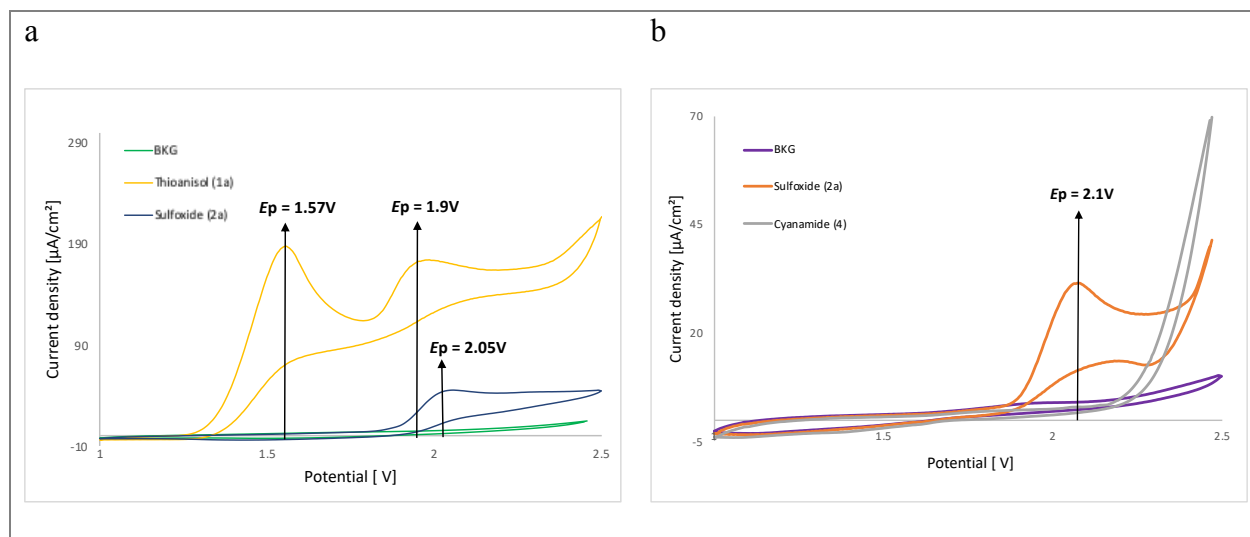 a
290
BKG
Thioanisol (1a)
Sulfoxide (2a)
Ep = 1.57V
Ep = 1.9V
190
Current density [µA/cm²]
90
Ep = 2.05V
-10
1
1.5
2
2.5
Potential [ V]
b
70
BKG
Sulfoxide (2a)
Cyanamide (4)
Ep = 2.1V
45
Current density [µA/cm²]
20
-5
1
1.5
2
2.5
Potential [ V]